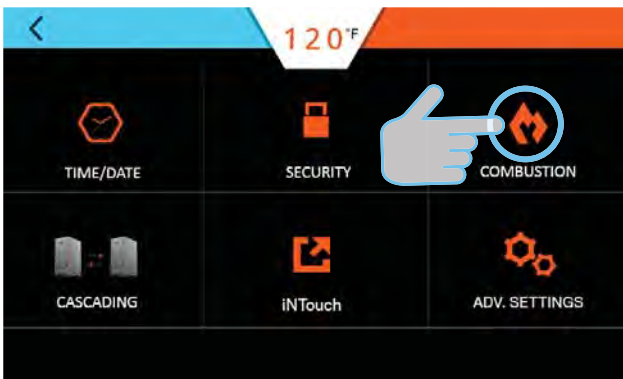 120°F
TIME/DATE
SECURITY
COMBUSTION
CASCADING
iNTouch
ADV. SETTINGS